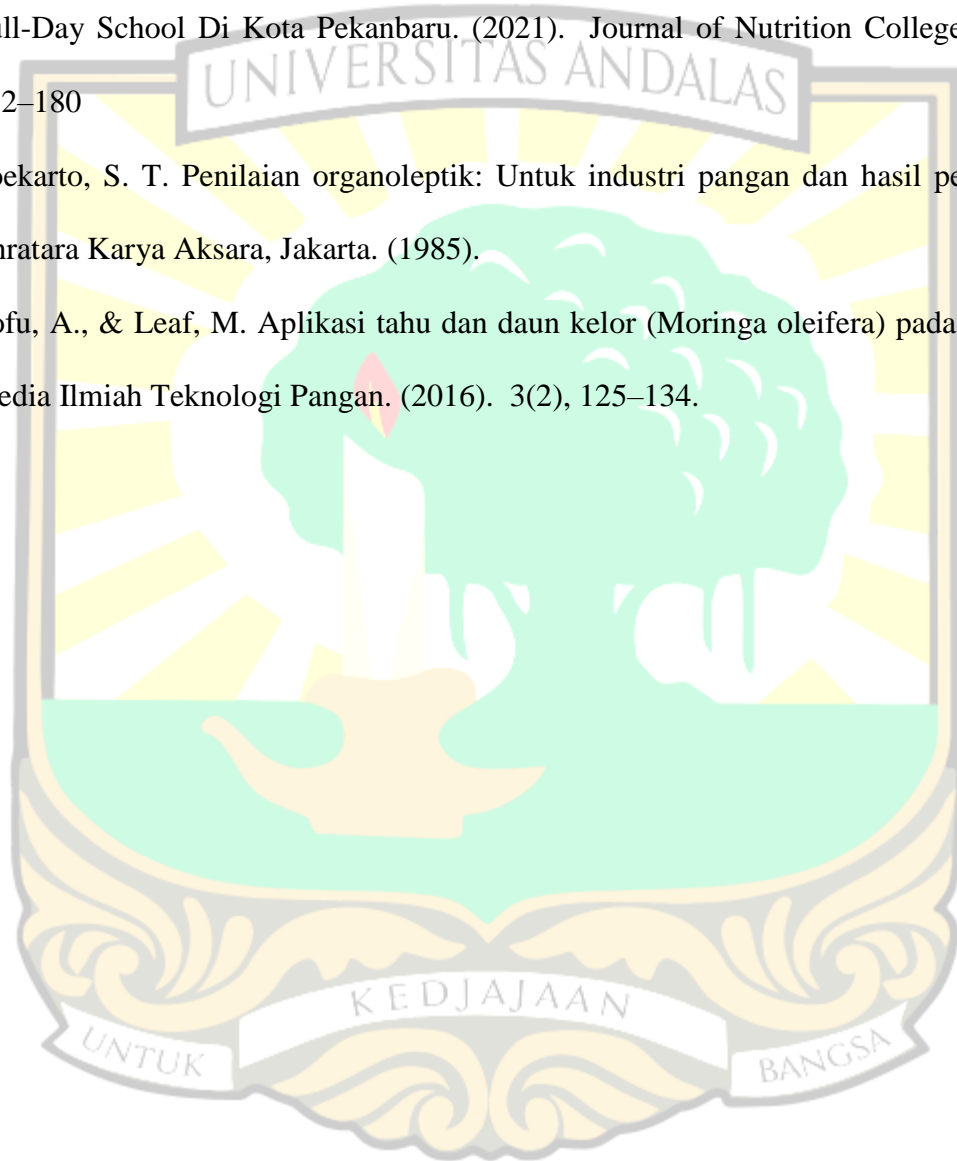 ull-Day School Di Kota Pekanbaru. (2021). Journal of Nutrition College
UNIVERSITAS ANDALAS
2–180
oekarto, S. T. Penilaian organoleptik: Untuk industri pangan dan hasil pe
ratara Karya Aksara, Jakarta. (1985).
ofu, A., & Leaf, M. Aplikasi tahu dan daun kelor (Moringa oleifera) pada
edia Ilmiah Teknologi Pangan. (2016). 3(2), 125–134.
KEDJAJAAN
UNTUK
BANGSA